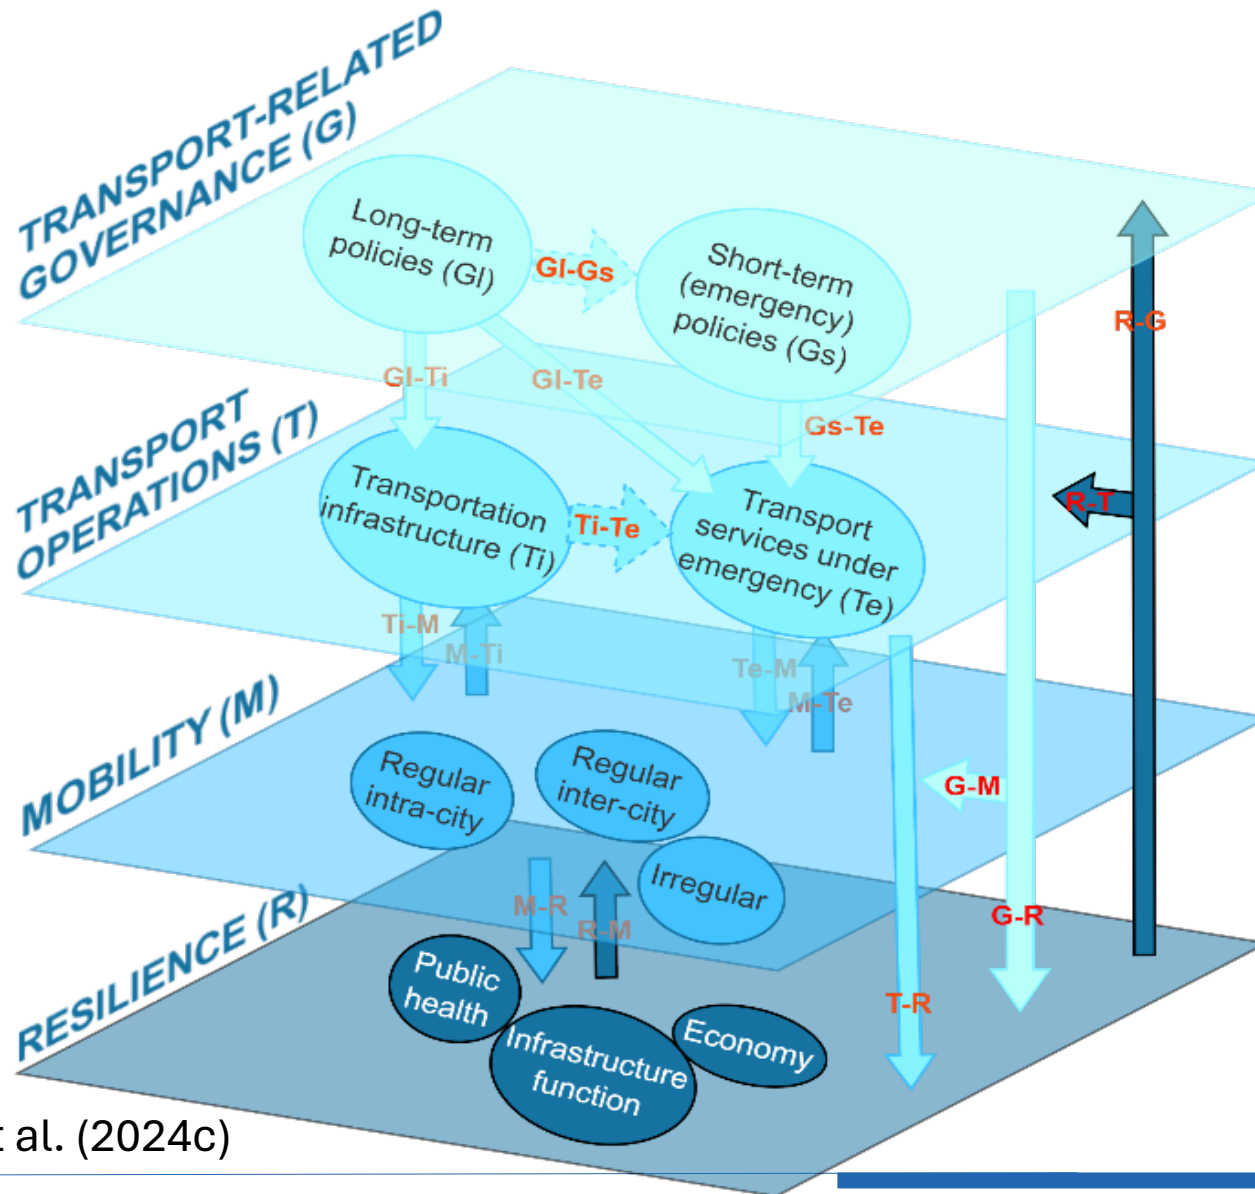 TRANSPORT-RELATED
GOVERNANCE (G)
Long-term
policies (Gl)
Gl-Gs
Short-term
(emergency)
policies (Gs)
R-G
Gl-Ti
Gl-Te
Gs-Te
TRANSPORT
OPERATIONS (T)
Transportation
infrastructure (Ti)
Ti-Te
Transport
services under
emergency (Te)
R-T
Ti-M
M-Ti
Te-M
M-Te
MOBILITY (M)
Regular
intra-city
Regular
inter-city
Irregular
G-M
M-R
R-M
G-R
RESILIENCE (R)
Public
health
Infrastructure
function
Economy
T-R
et al. (2024c)